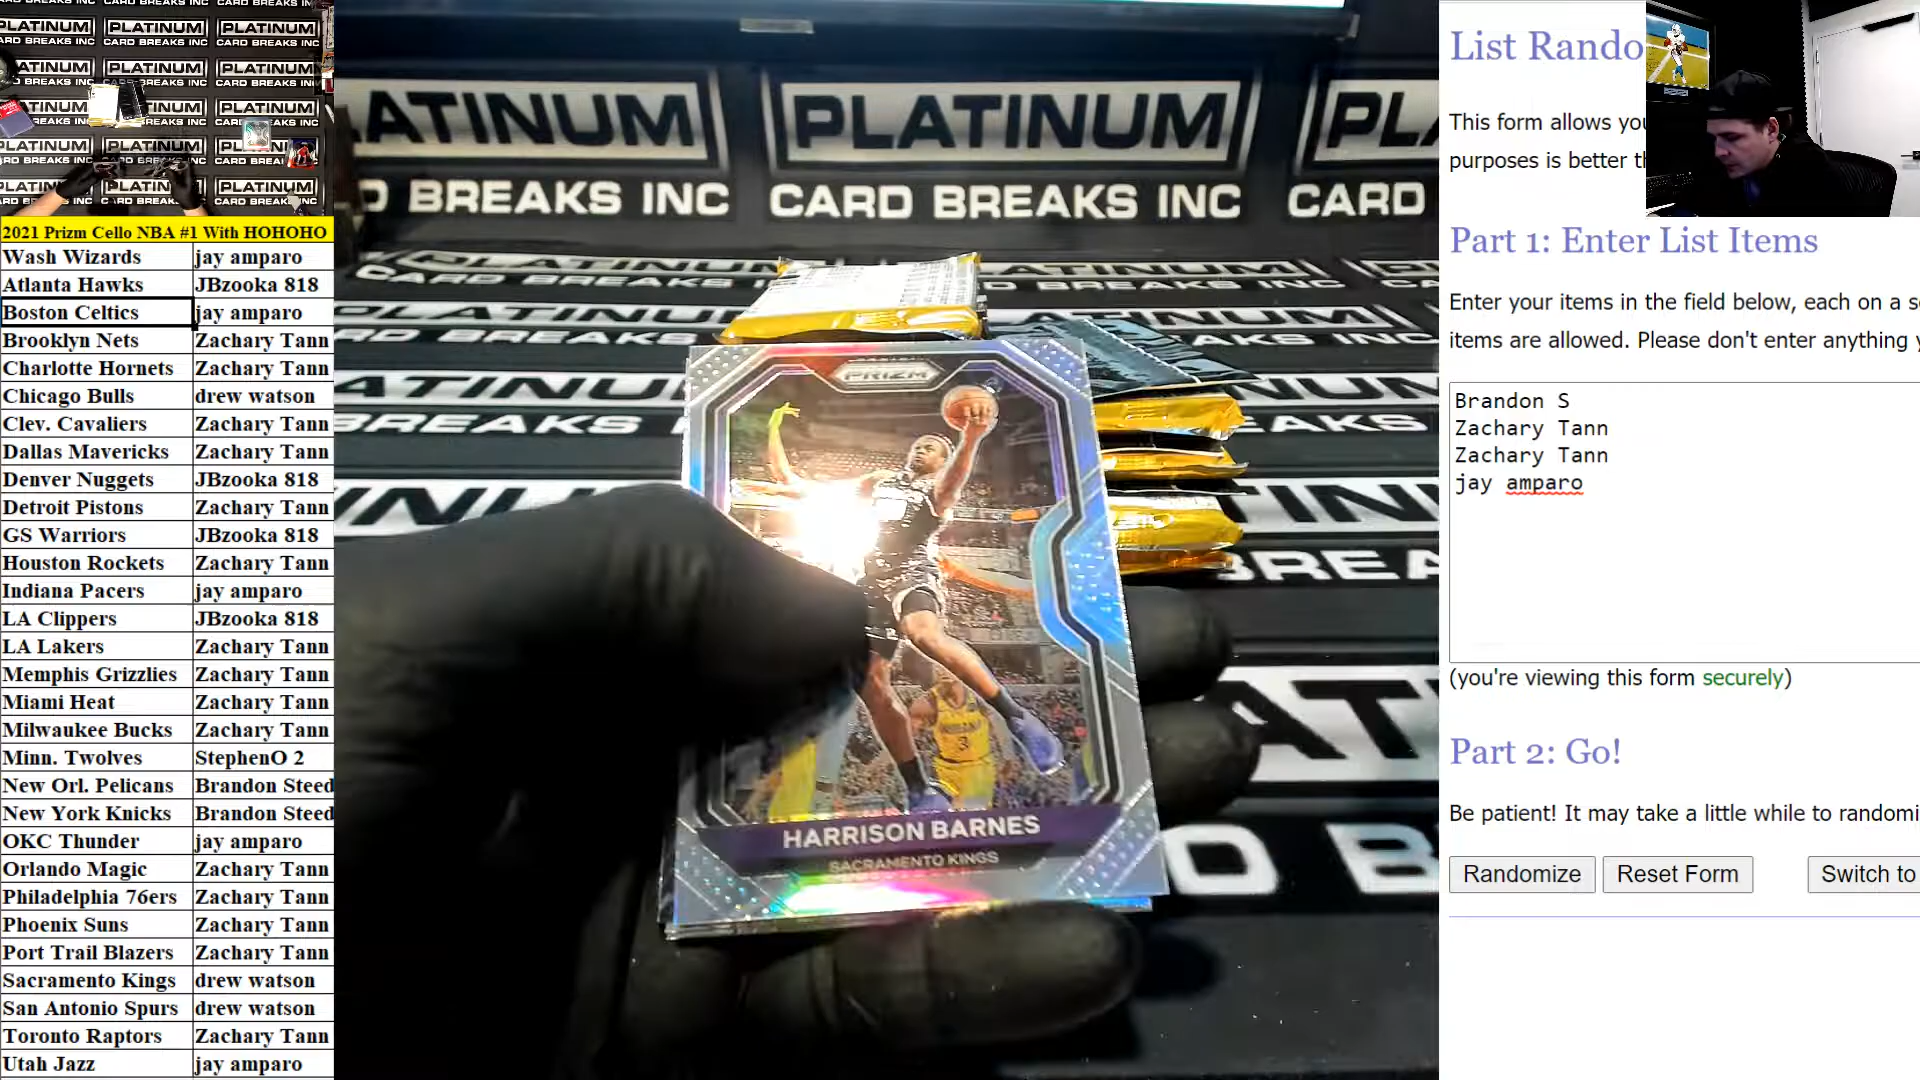 2021 Prizm Cello NBA #1 With HOHOHO
Wash Wizards jay amparo
Atlanta Hawks JBzooka 818
Boston Celtics jay amparo
Brooklyn Nets Zachary Tann
Charlotte Hornets Zachary Tann
Chicago Bulls drew watson
Clev. Cavaliers Zachary Tann
Dallas Mavericks Zachary Tann
Denver Nuggets JBzooka 818
Detroit Pistons Zachary Tann
GS Warriors JBzooka 818
Houston Rockets Zachary Tann
Indiana Pacers jay amparo
LA Clippers JBzooka 818
LA Lakers Zachary Tann
Memphis Grizzlies Zachary Tann
Miami Heat Zachary Tann
Milwaukee Bucks Zachary Tann
Minn. Twolves StephenO 2
New Orl. Pelicans Brandon Steed
New York Knicks Brandon Steed
OKC Thunder jay amparo
Orlando Magic Zachary Tann
Philadelphia 76ers Zachary Tann
Phoenix Suns Zachary Tann
Port Trail Blazers Zachary Tann
Sacramento Kings drew watson
San Antonio Spurs drew watson
Toronto Raptors Zachary Tann
Utah Jazz jay amparo
ATINUM PLATINUM PL
D BREAKS INC CARD BREAKS INC CARD
PRIZM
HARRISON BARNES
SACRAMENTO KINGS
List Rando
This form allows you
purposes is better th
Part 1: Enter List Items
Enter your items in the field below, each on a s
items are allowed. Please don't enter anything y
Brandon S
Zachary Tann
Zachary Tann
jay amparo
(you're viewing this form securely)
Part 2: Go!
Be patient! It may take a little while to randomi
Randomize Reset Form Switch to